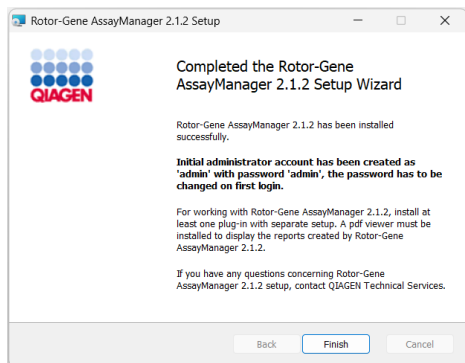 Rotor-Gene AssayManager 2.1.2 Setup
QIAGEN
Completed the Rotor-Gene
AssayManager 2.1.2 Setup Wizard
Rotor-Gene AssayManager 2.1.2 has been installed
successfully.
Initial administrator account has been created as
'admin' with password 'admin', the password has to be
changed on first login.
For working with Rotor-Gene AssayManager 2.1.2, install at
least one plug-in with separate setup. A pdf viewer must be
installed to display the reports created by Rotor-Gene
AssayManager 2.1.2.
If you have any questions concerning Rotor-Gene
AssayManager 2.1.2 setup, contact QIAGEN Technical Services.
Back Finish Cancel